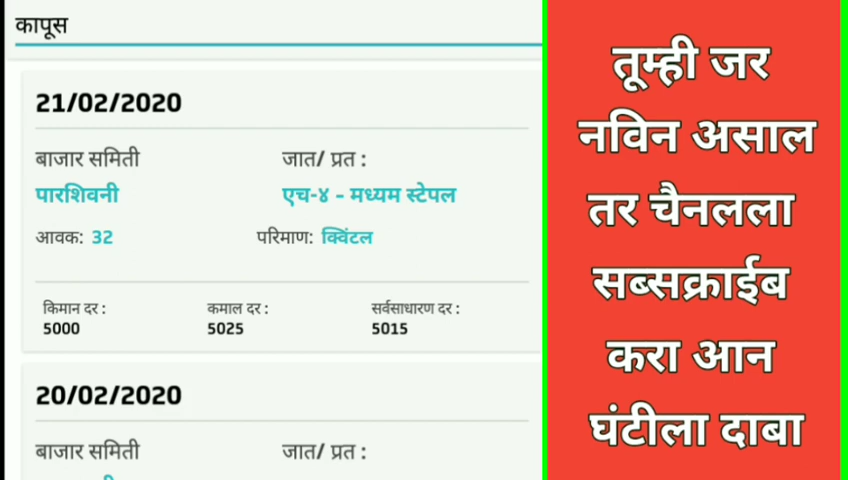 कापूस
21/02/2020
बाजार समिती जात/ प्रत :
पारशिवनी एच-४ - मध्यम स्टेपल
आवक: 32 परिमाण: क्विंटल
किमान दर : कमाल दर : सर्वसाधारण दर :
5000 5025 5015
20/02/2020
बाजार समिती जात/ प्रत :
तूम्ही जर
नविन असाल
तर चैनलला
सब्सक्राईब
करा आन
घंटीला दाबा